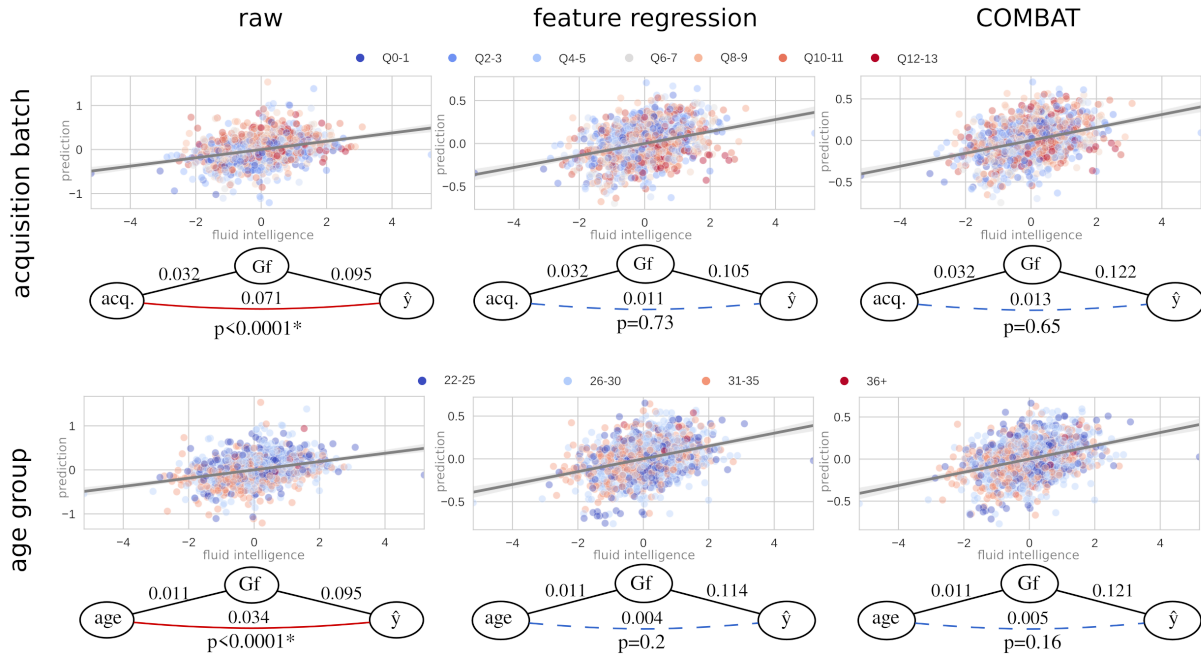 raw feature regression COMBAT
Q0-1 Q2-3 Q4-5 Q6-7 Q8-9 Q10-11 Q12-13
acquisition batch
prediction
1
0
−1
−4 −2 0 2 4
fluid intelligence
prediction
0.5
0.0
−0.5
−4 −2 0 2 4
fluid intelligence
prediction
0.5
0.0
−0.5
−4 −2 0 2 4
fluid intelligence
Gf
0.032 0.095
acq. 0.071 ŷ
p<0.0001*
Gf
0.032 0.105
acq. 0.011 ŷ
p=0.73
Gf
0.032 0.122
acq. 0.013 ŷ
p=0.65
22-25 26-30 31-35 36+
age group
prediction
1
0
−1
−4 −2 0 2 4
fluid intelligence
prediction
0.5
0.0
−0.5
−4 −2 0 2 4
fluid intelligence
prediction
0.5
0.0
−0.5
−4 −2 0 2 4
fluid intelligence
Gf
0.011 0.095
age 0.034 ŷ
p<0.0001*
Gf
0.011 0.114
age 0.004 ŷ
p=0.2
Gf
0.011 0.121
age 0.005 ŷ
p=0.16